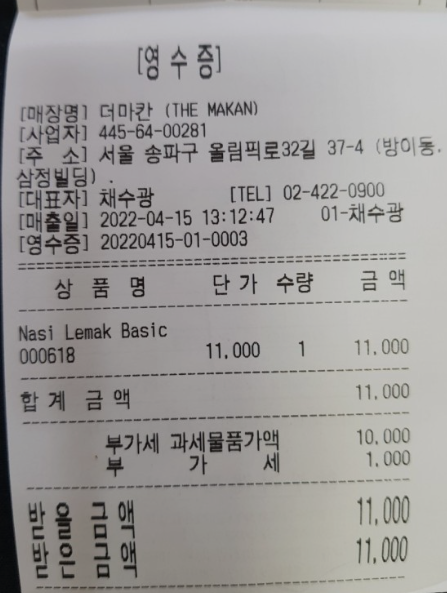 [영 수 증]
[매장명] 더마칸 (THE MAKAN)
[사업자] 445-64-00281
[주 소] 서울 송파구 올림픽로32길 37-4 (방이동,
삼정빌딩) .
[대표자] 채수광 [TEL] 02-422-0900
[매출일] 2022-04-15 13:12:47 01-채수광
[영수증] 20220415-01-0003
상 품 명 단 가 수량 금 액
Nasi Lemak Basic
000618 11,000 1 11,000
합 계 금 액 11,000
부가세 과세물품가액 10,000
부 가 세 1,000
받을 금액 11,000
받은 금액 11,000